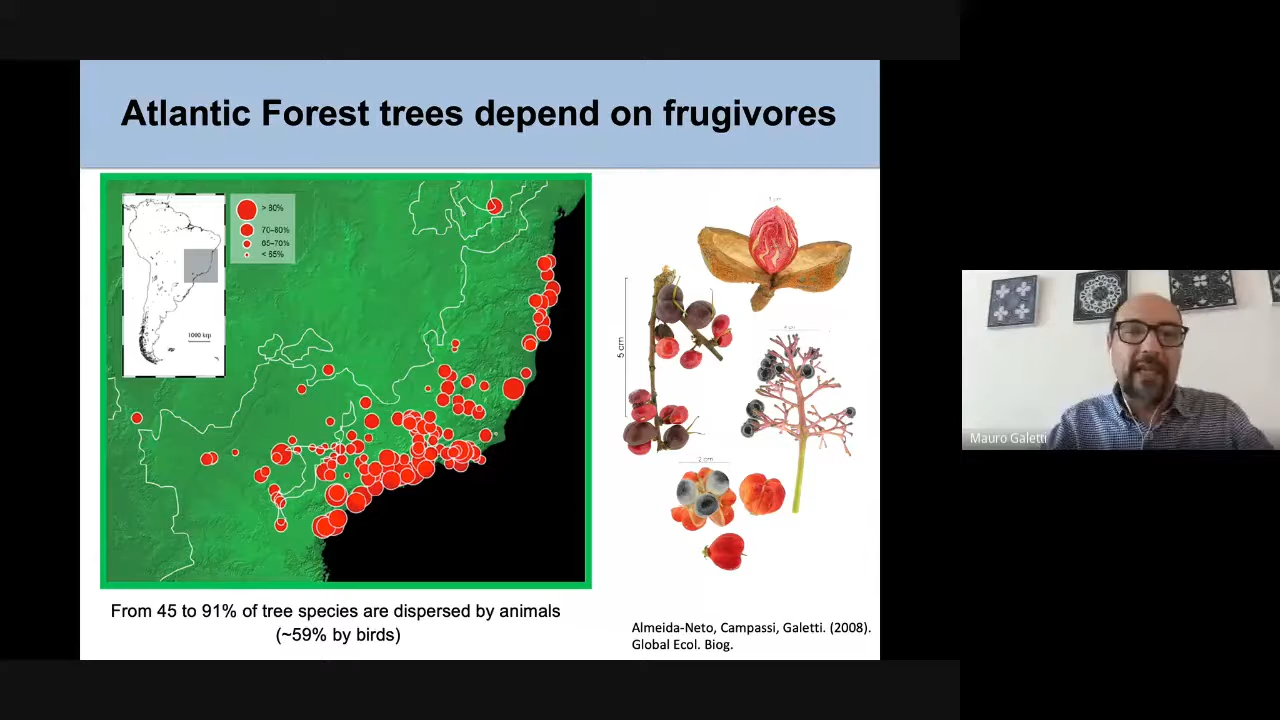 Atlantic Forest trees depend on frugivores
> 80%
70–80%
65–70%
< 65%
1000 km
5 cm
2 cm
From 45 to 91% of tree species are dispersed by animals
(~59% by birds)
Almeida-Neto, Campassi, Galetti. (2008).
Global Ecol. Biog.
Mauro Galetti